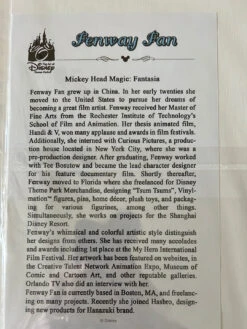 Disney
Fenway Fan
Mickey Head Magic: Fantasia
Fenway Fan grew up in China. In her early twenties she
moved to the United States to pursue her dreams of
becoming a great film artist. Fenway received her Master of
Fine Arts from the Rochester Institute of Technology's
School of Film and Animation. Her thesis animated film,
Handi & V, won many applause and awards in film festivals.
Additionally, she interned with Curious Pictures, a produc-
tion house located in New York City, where she was a
pre-production designer. After graduating, Fenway worked
with Tee Bosutow and became the lead character designer
for his feature documentary film. Shortly thereafter,
Fenway moved to Florida where she freelanced for Disney
Theme Park Merchandise, designing "Tsum Tsums", Vinyl-
mation™ figures, pins, home décor, plush toys, and packag-
ing for various figurines, among other things.
Simultaneously, she works on projects for the Shanghai
Disney Resort.
Fenway's whimsical and colorful artistic style distinguish
her designs from others. She has received many accolades
and awards including 1st place at the My Hero International
Film Festival. Her artwork has been featured on websites, in
the Creative Talent Network Animation Expo, Museum of
Comic and Cartoon Art, and other reputable galleries.
Orlando TV also did an interview with her.
Fenway Fan is currently based in Boston, MA, and freelanc-
ing on many projects. Recently she joined Hasbro, designing
new products for Hanazuki brand.
© Disney